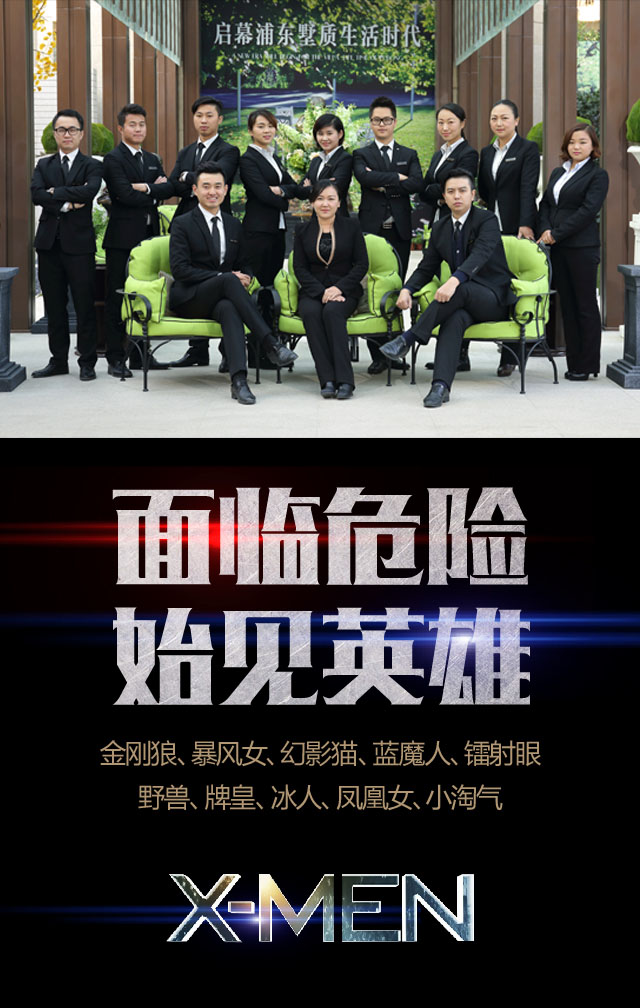 启幕浦东墅质生活时代
面临危险
始见英雄
金刚狼、暴风女、幻影猫、蓝魔人、镭射眼
野兽、牌皇、冰人、凤凰女、小淘气
X-MEN